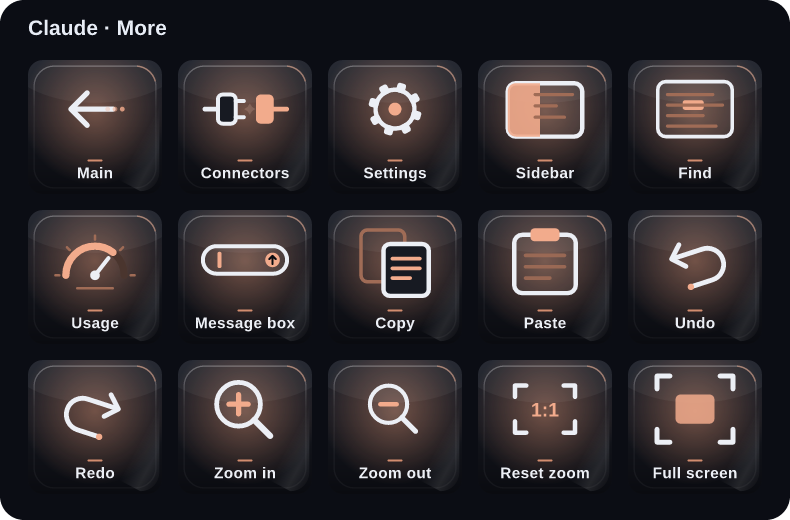 Claude · More
Main
Connectors
Settings
Sidebar
Find
Usage
Message box
Copy
Paste
Undo
Redo
Zoom in
Zoom out
1:1
Reset zoom
Full screen